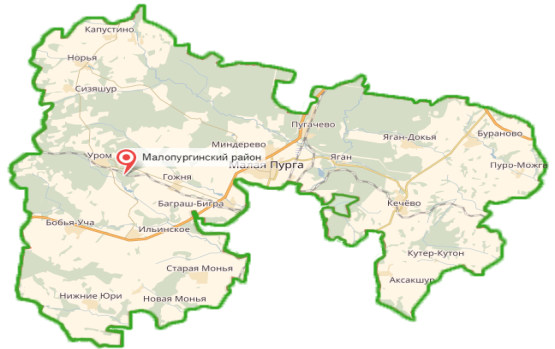 Капустино
Норья
Сизяшур
Пугачево
Бураново
Яган-Докья
Миндерево
Уром
Малопургинский район
Яган
Малая Пурга
Пуро-Можга
Гожня
Баграш-Бигра
Кечёво
Бобья-Уча
Ильинское
Кутер-Кутон
Старая Монья
Аксакшур
Нижние Юри
Новая Монья